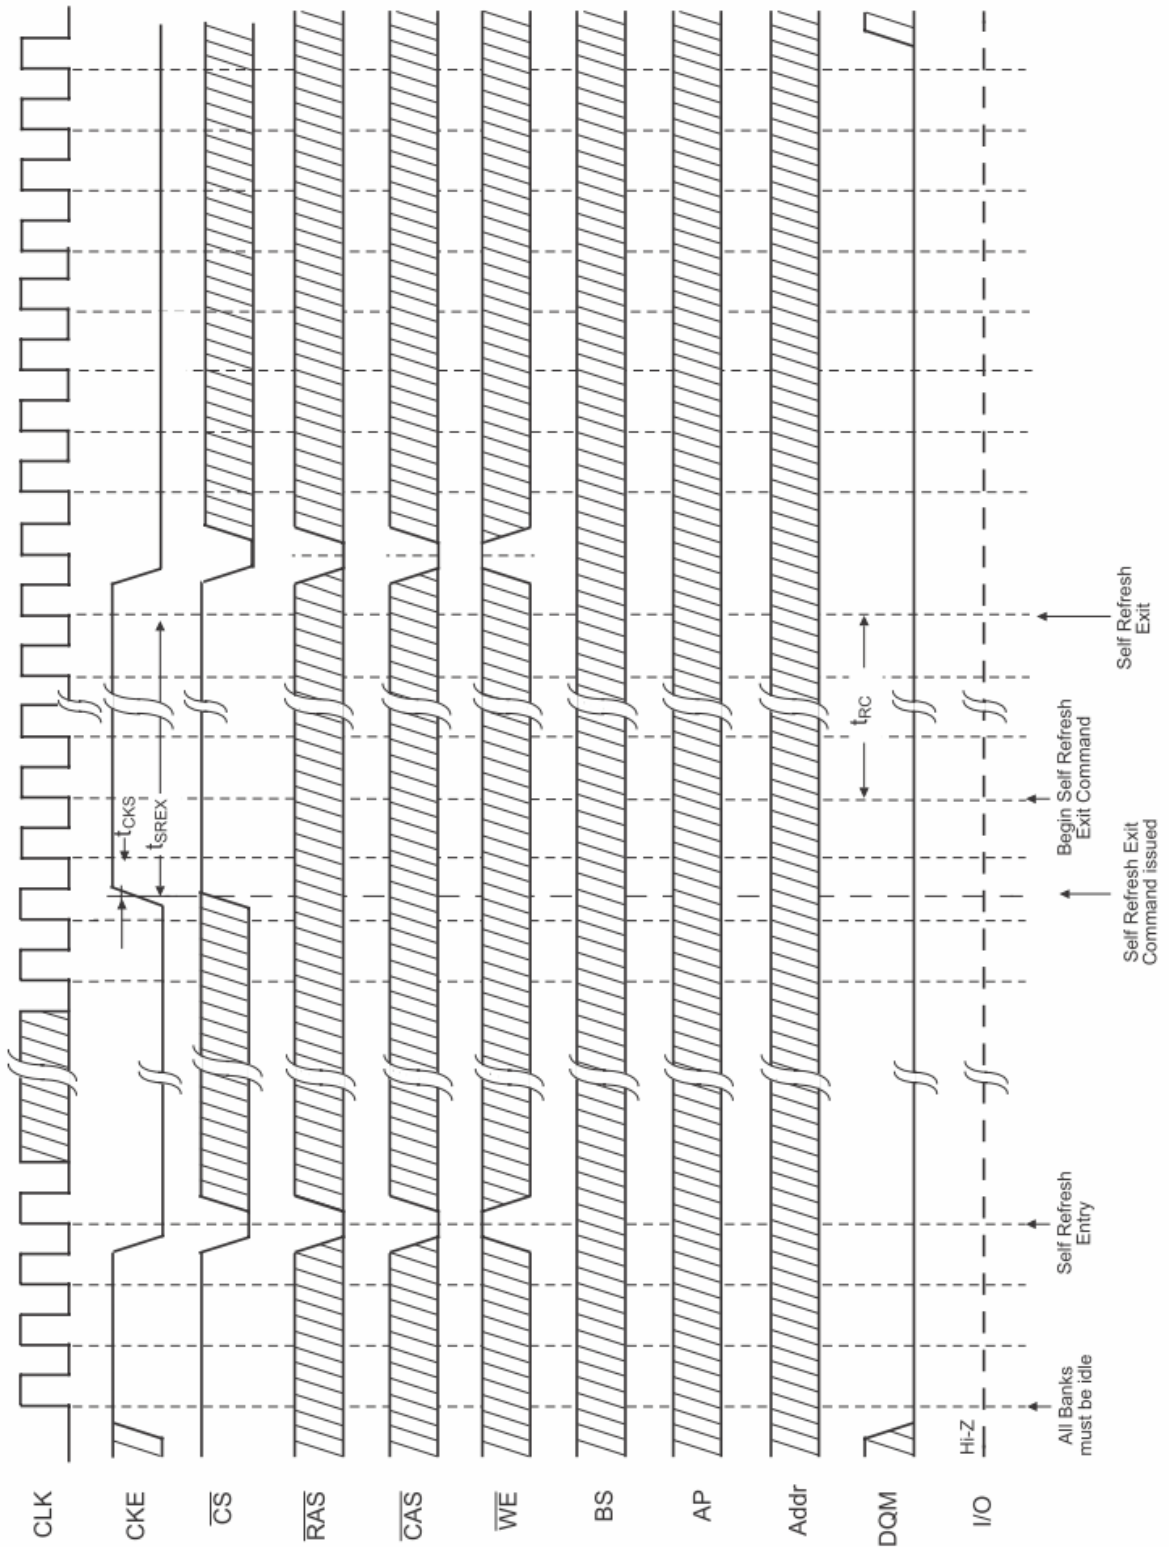 CLK
CKE
CS
RAS
CAS
WE
BS
AP
Addr
DQM
I/O
Hi-Z
tCKS
tSREX
tRC
All Banks
must be idle
Self Refresh
Entry
Self Refresh Exit
Command issued
Begin Self Refresh
Exit Command
Self Refresh
Exit